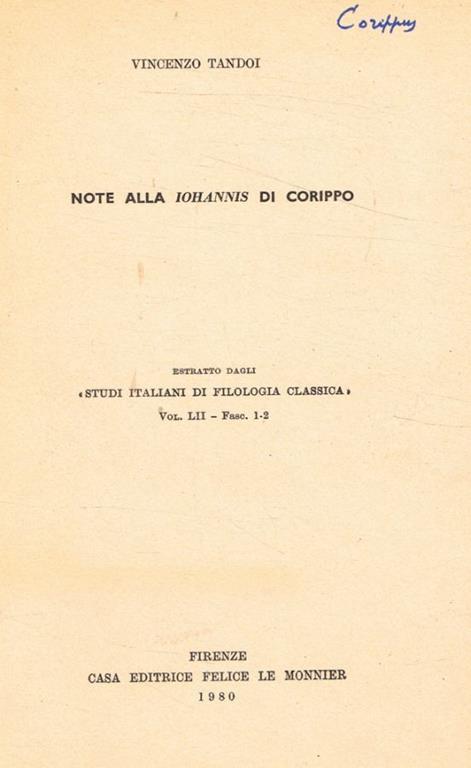 Corippus
VINCENZO TANDOI
NOTE ALLA IOHANNIS DI CORIPPO
ESTRATTO DAGLI
«STUDI ITALIANI DI FILOLOGIA CLASSICA»
VOL. LII – FASC. 1-2
FIRENZE
CASA EDITRICE FELICE LE MONNIER
1980